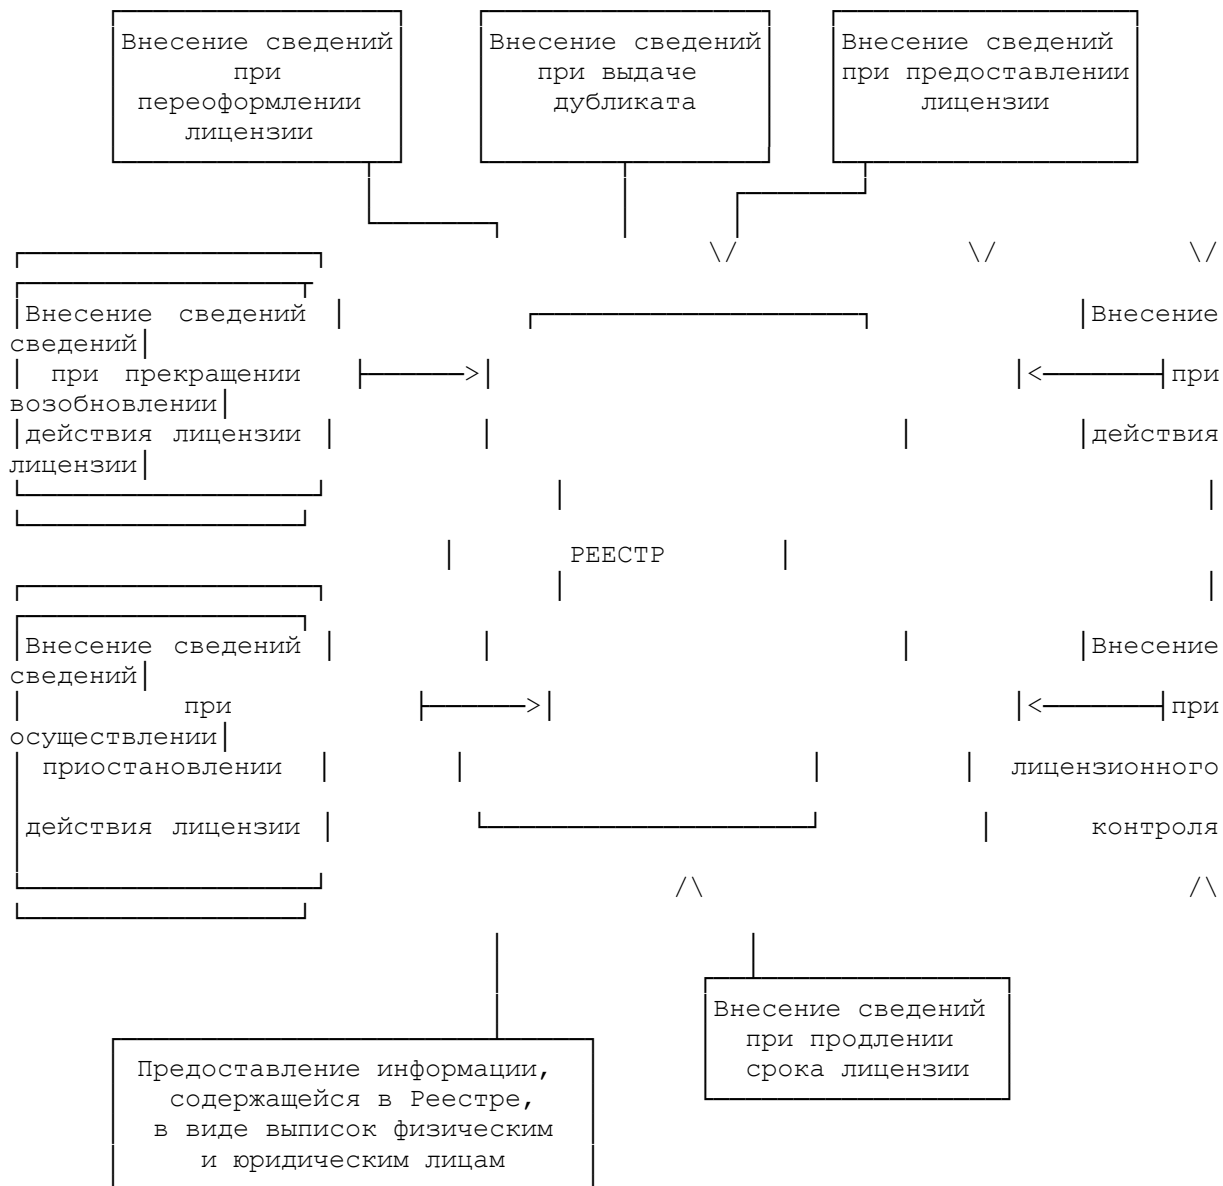 Внесение сведений
при
переоформлении
лицензии
Внесение сведений
при выдаче
дубликата
Внесение сведений
при предоставлении
лицензии
\/ \/ \/
Внесение сведений Внесение
сведений
при прекращении > < при
возобновлении
действия лицензии действия
лицензии
РЕЕСТР
Внесение сведений Внесение
сведений
при > < при
осуществлении
приостановлении лицензионного
действия лицензии контроля
/\ /\
Внесение сведений
при продлении
срока лицензии
Предоставление информации,
содержащейся в Реестре,
в виде выписок физическим
и юридическим лицам